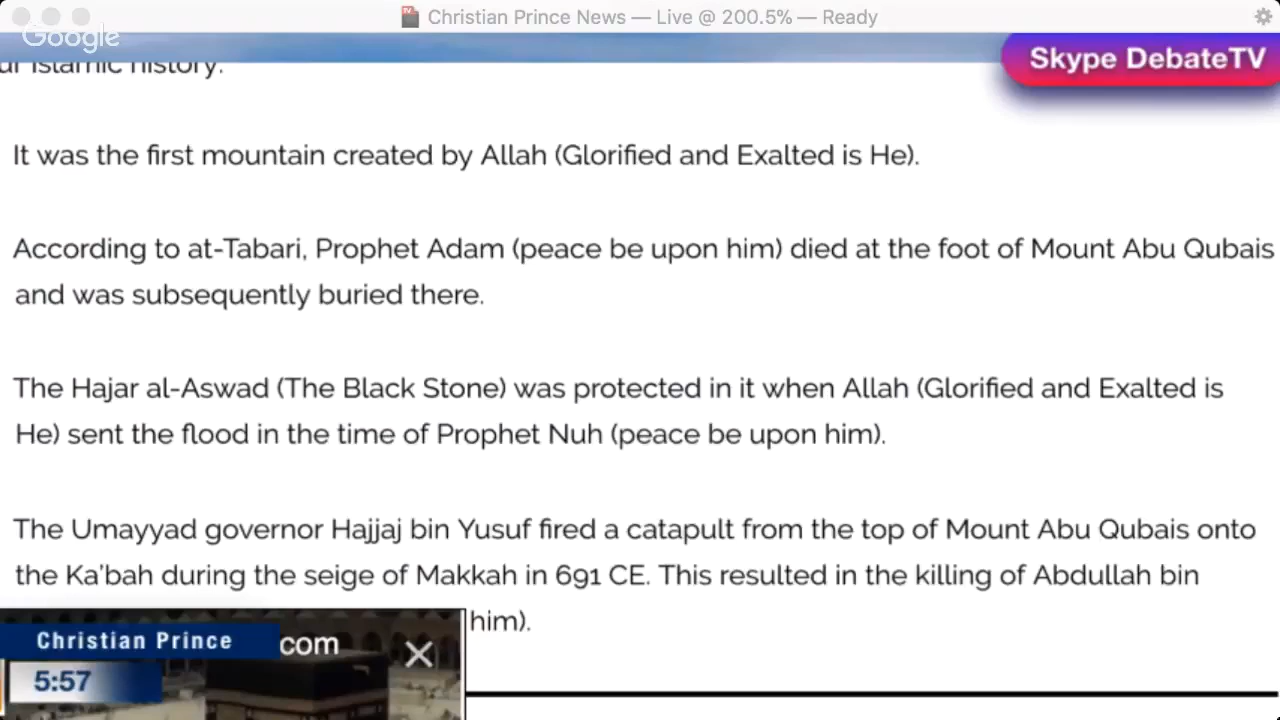 Christian Prince News — Live @ 200.5% — Ready
Google
Skype DebateTV
ur Islamic history.
It was the first mountain created by Allah (Glorified and Exalted is He).
According to at-Tabari, Prophet Adam (peace be upon him) died at the foot of Mount Abu Qubais
and was subsequently buried there.
The Hajar al-Aswad (The Black Stone) was protected in it when Allah (Glorified and Exalted is
He) sent the flood in the time of Prophet Nuh (peace be upon him).
The Umayyad governor Hajjaj bin Yusuf fired a catapult from the top of Mount Abu Qubais onto
the Ka'bah during the seige of Makkah in 691 CE. This resulted in the killing of Abdullah bin
him).
Christian Prince com
5:57